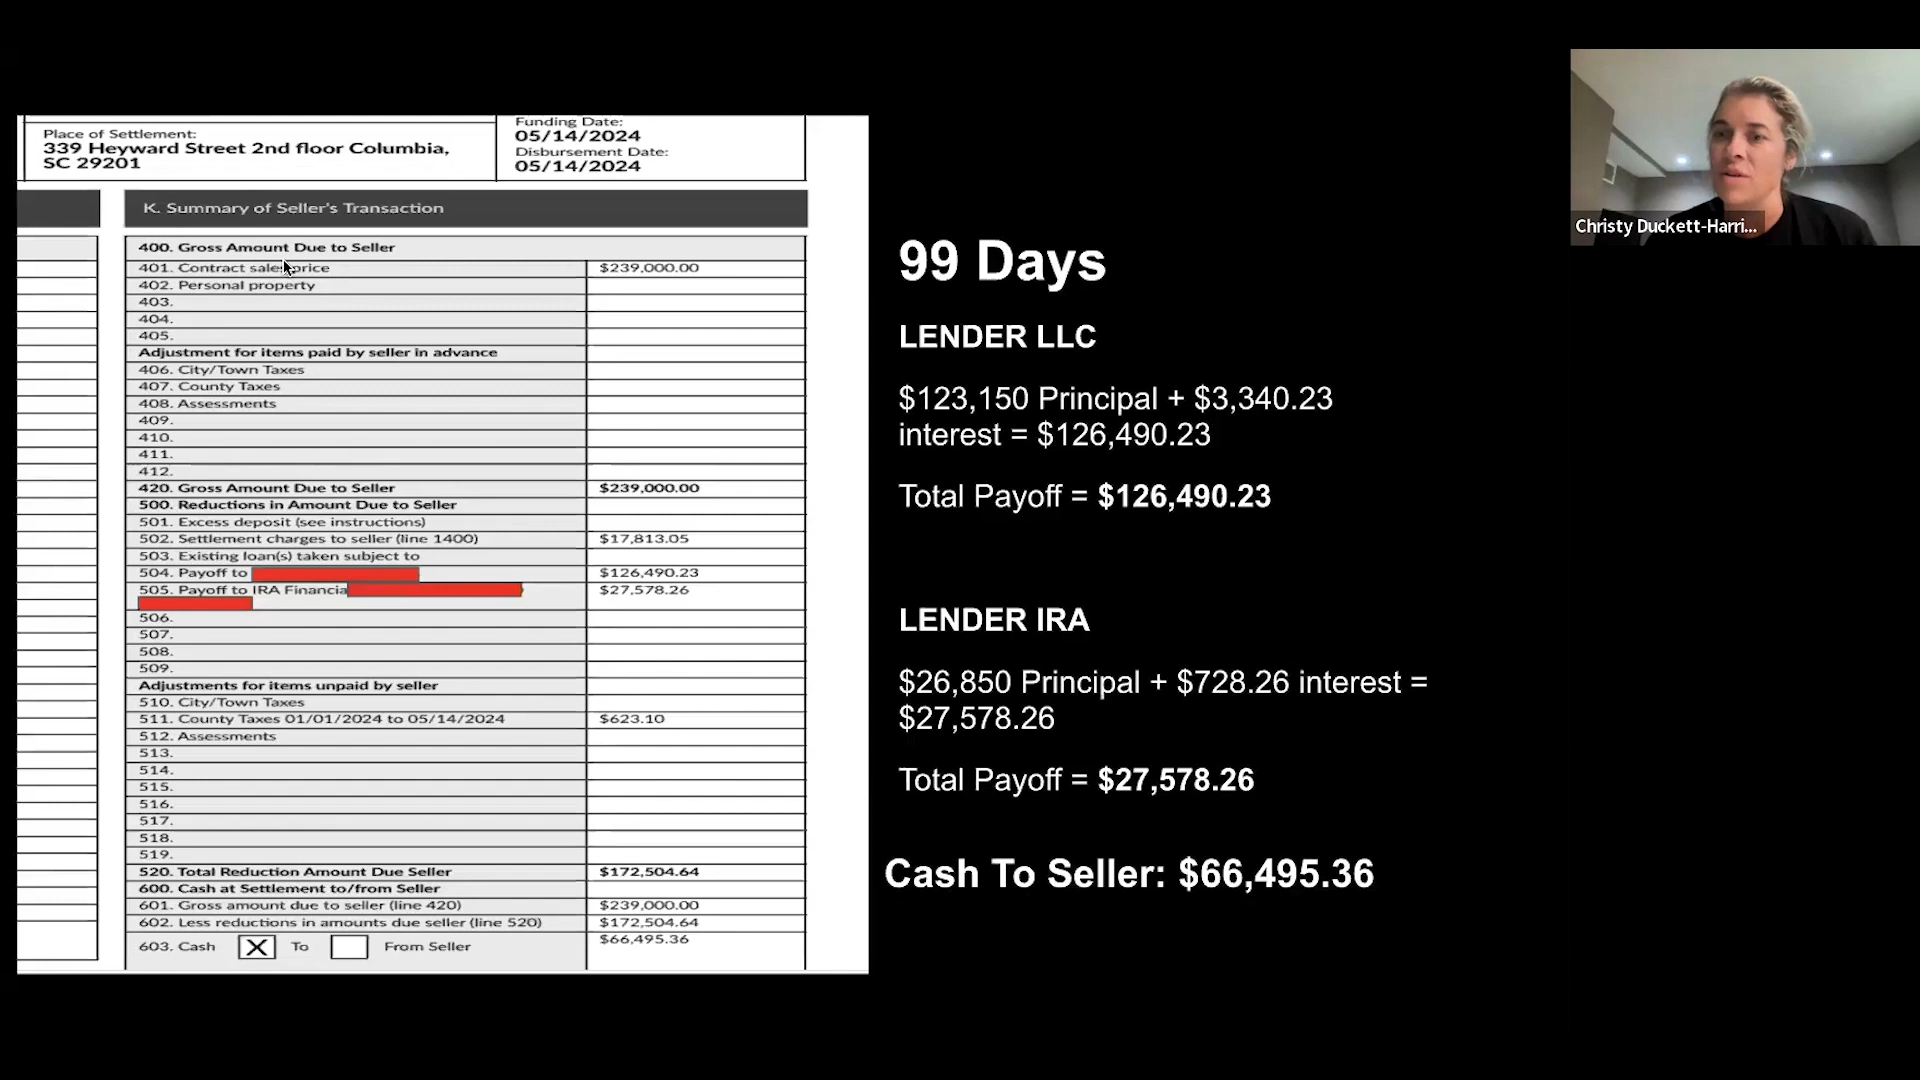 Place of Settlement:
339 Heyward Street 2nd floor Columbia,
SC 29201
Funding Date:
05/14/2024
Disbursement Date:
05/14/2024
K. Summary of Seller's Transaction
400. Gross Amount Due to Seller
401. Contract sales price $239,000.00
402. Personal property
403.
404.
405.
Adjustment for items paid by seller in advance
406. City/Town Taxes
407. County Taxes
408. Assessments
409.
410.
411.
412.
420. Gross Amount Due to Seller $239,000.00
500. Reductions in Amount Due to Seller
501. Excess deposit (see instructions)
502. Settlement charges to seller (line 1400) $17,813.05
503. Existing loan(s) taken subject to
504. Payoff to $126,490.23
505. Payoff to IRA Financia $27,578.26
506.
507.
508.
509.
Adjustments for items unpaid by seller
510. City/Town Taxes
511. County Taxes 01/01/2024 to 05/14/2024 $623.10
512. Assessments
513.
514.
515.
516.
517.
518.
519.
520. Total Reduction Amount Due Seller $172,504.64
600. Cash at Settlement to/from Seller
601. Gross amount due to seller (line 420) $239,000.00
602. Less reductions in amounts due seller (line 520) $172,504.64
603. Cash X To From Seller $66,495.36
99 Days
LENDER LLC
$123,150 Principal + $3,340.23
interest = $126,490.23
Total Payoff = $126,490.23
LENDER IRA
$26,850 Principal + $728.26 interest =
$27,578.26
Total Payoff = $27,578.26
Cash To Seller: $66,495.36
Christy Duckett-Harri...